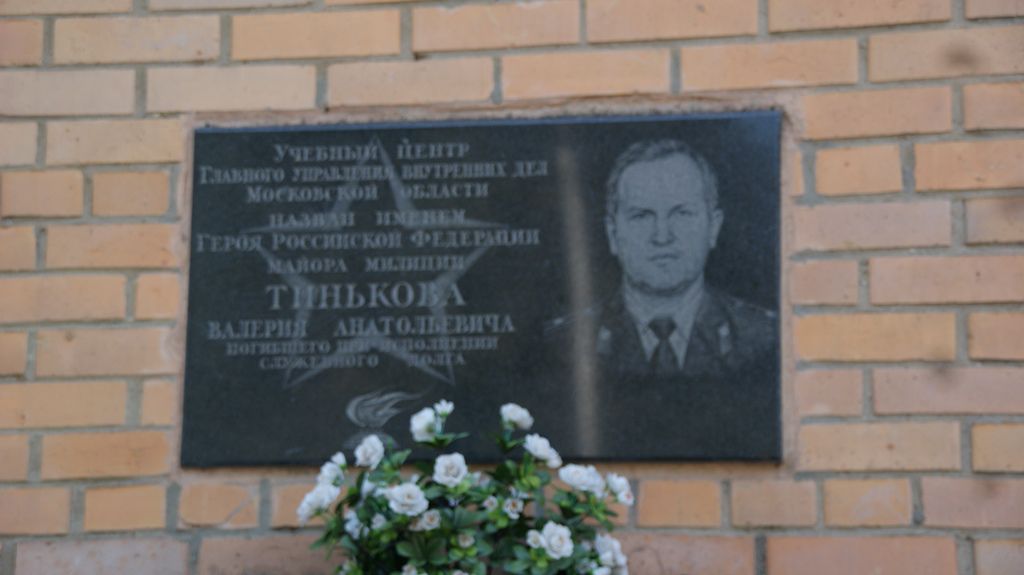 Учебный центр
Главного управления внутренних дел
Московской области
назван именем
Героя Российской Федерации
майора милиции
Тинькова
Валерия Анатольевича
погибшего при исполнении
служебного долга